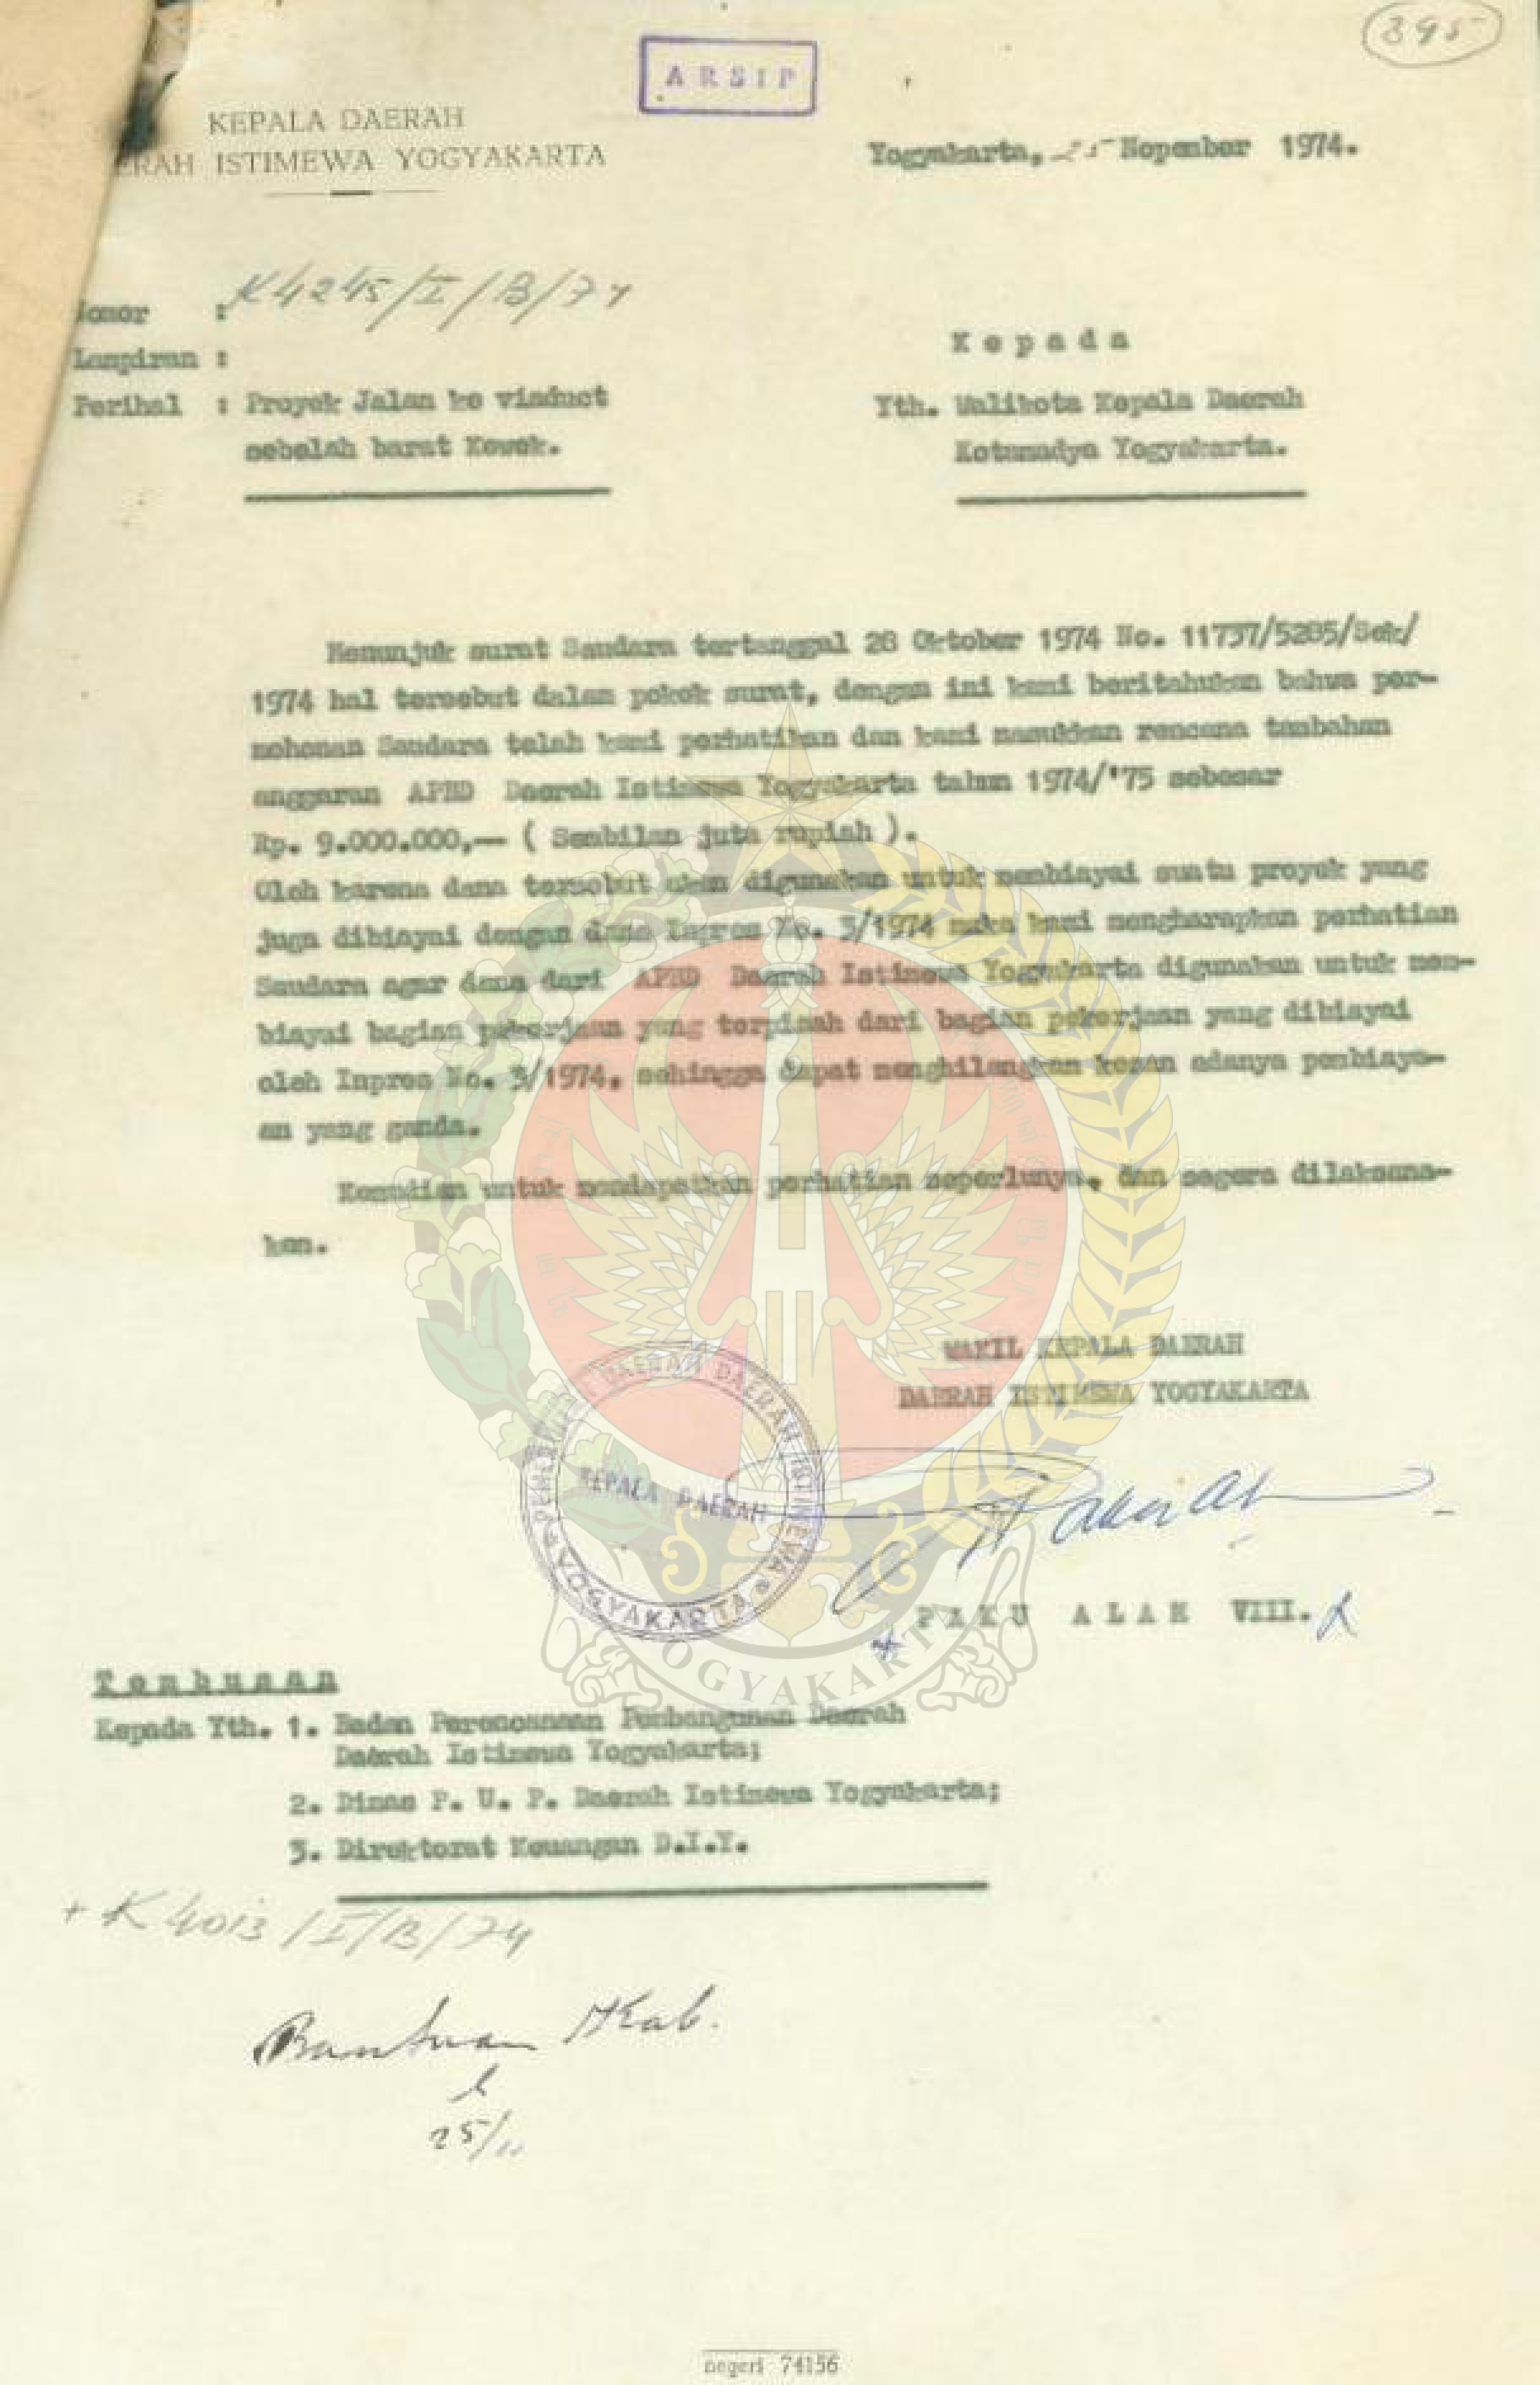 395
ARSIP
KEPALA DAERAH
ERAH ISTIMEWA YOGYAKARTA
Yogyakarta, 25 Nopember 1974.
Nomor : K4245/I/B/74
Lampiran :
Perihal : Proyek Jalan ke viaduct
sebelah barat Kewek.
Kepada
Yth. Walikota Kepala Daerah
Kotamadya Yogyakarta.
Menunjuk surat Saudara tertanggal 28 Oktober 1974 No. 11737/5285/Sek/
1974 hal tersebut dalam pokok surat, dengan ini kami beritahukan bahwa per-
mohonan Saudara telah kami perhatikan dan kami masukkan rencana tambahan
anggaran APBD Daerah Istimewa Yogyakarta tahun 1974/'75 sebesar
Rp. 9.000.000,-- ( Sembilan juta rupiah ).
Oleh karena dana tersebut akan digunakan untuk membiayai suatu proyek yang
juga dibiayai dengan dana Inpres No. 3/1974 maka kami mengharapkan perhatian
Saudara agar dana dari APBD Daerah Istimewa Yogyakarta digunakan untuk mem-
biayai bagian pekerjaan yang terpisah dari bagian pekerjaan yang dibiayai
oleh Inpres No. 3/1974, sehingga dapat menghilangkan kesan adanya pembiaya-
an yang ganda.
Kemudian untuk mendapatkan perhatian seperlunya, dan segera dilaksana-
kan.
WAKIL KEPALA DAERAH
DAERAH ISTIMEWA YOGYAKARTA
DAERAH DAERAH ISTIMEWA
KEPALA DAERAH
YOGYAKARTA
PAKU ALAM VIII.
YOGYAKARTA
Tembusan
Kepada Yth. 1. Badan Perencanaan Pembangunan Daerah
Daerah Istimewa Yogyakarta;
2. Dinas P. U. P. Daerah Istimewa Yogyakarta;
3. Direktorat Keuangan D.I.Y.
+ K 4013/I/B/74
Bantuan Kab.
25/11
negeri 74156